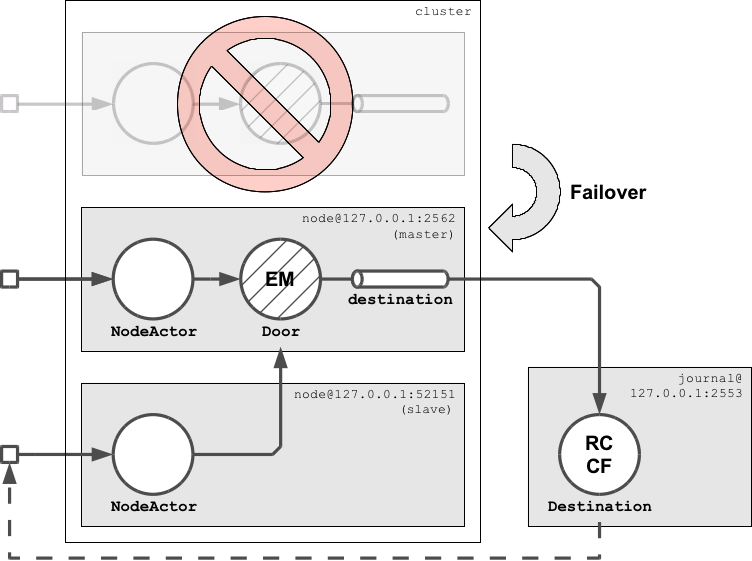 cluster
Failover
node@127.0.0.1:2562
(master)
EM
destination
NodeActor
Door
node@127.0.0.1:52151
(slave)
NodeActor
journal@
127.0.0.1:2553
RC
CF
Destination